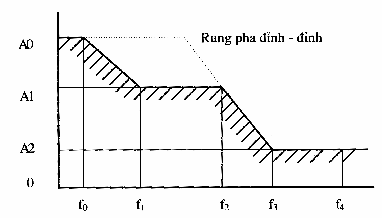 A0
Rung pha đỉnh - đỉnh
A1
A2
0
f₀ f₁ f₂ f₃ f₄